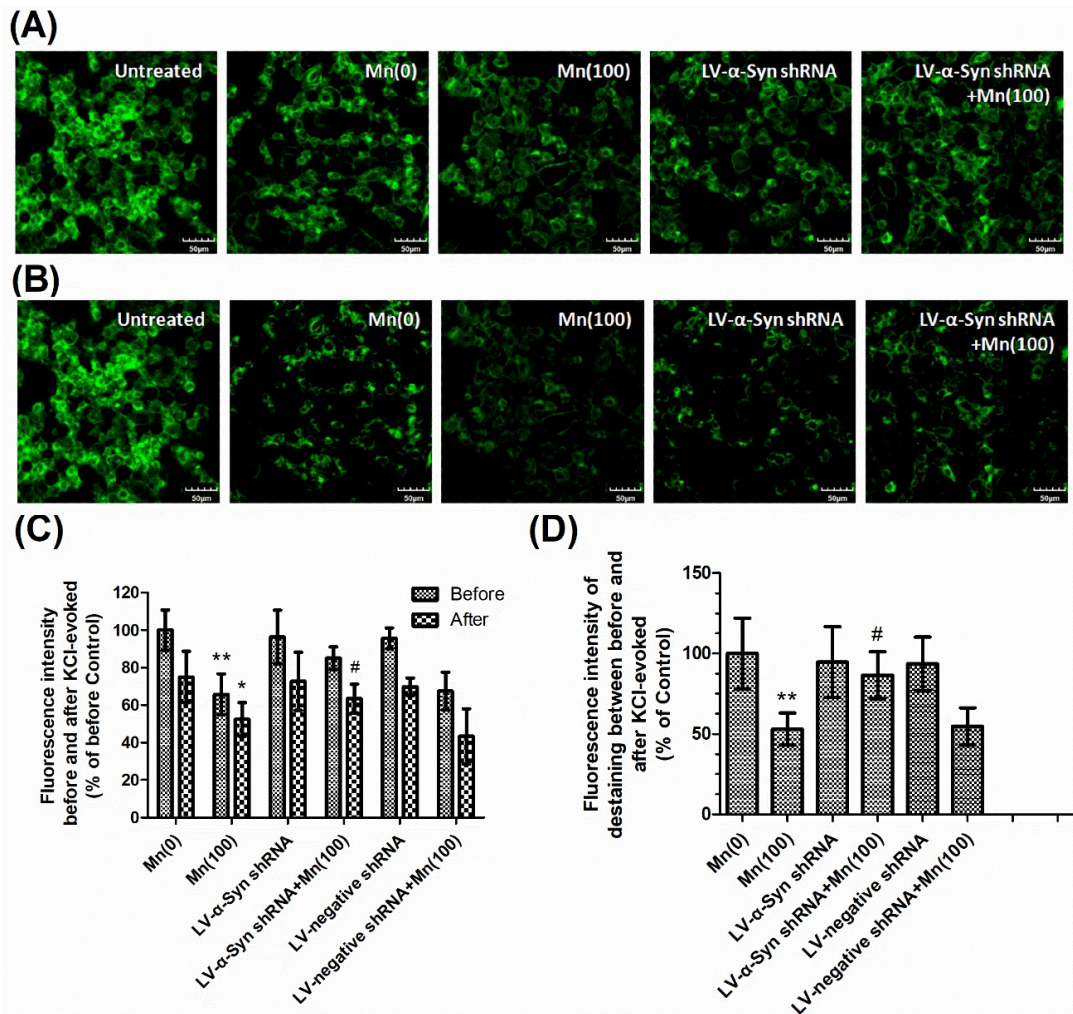 (A)
Untreated
Mn(0)
Mn(100)
LV-α-Syn shRNA
LV-α-Syn shRNA
+Mn(100)
50μm
50μm
50μm
50μm
50μm
(B)
Untreated
Mn(0)
Mn(100)
LV-α-Syn shRNA
LV-α-Syn shRNA
+Mn(100)
50μm
50μm
50μm
50μm
50μm
(C)
Fluorescence intensity
before and after KCl-evoked
(% of before Control)
120
100
80
60
40
20
0
Before
After
**
*
#
Mn(0)
Mn(100)
LV-α-Syn shRNA
LV-α-Syn shRNA+Mn(100)
LV-negative shRNA
LV-negative shRNA+Mn(100)
(D)
Fluorescence intensity of
destaining between before and
after KCl-evoked
(% of Control)
150
100
50
0
**
#
Mn(0)
Mn(100)
LV-α-Syn shRNA
LV-α-Syn shRNA+Mn(100)
LV-negative shRNA
LV-negative shRNA+Mn(100)